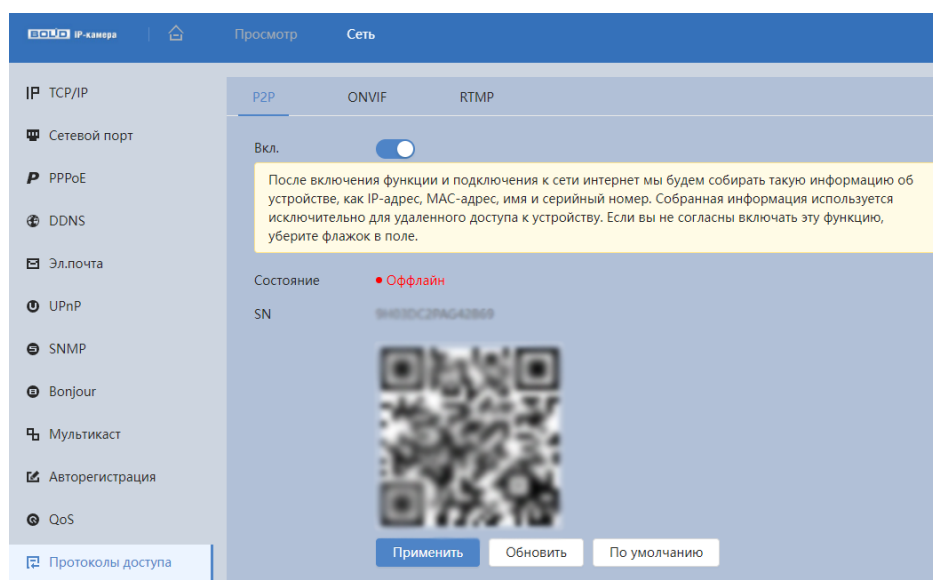 BOLID IP-камера
Просмотр
Сеть
IP TCP/IP
Сетевой порт
P PPPoE
DDNS
Эл.почта
UPnP
SNMP
Bonjour
Мультикаст
Авторегистрация
QoS
Протоколы доступа
P2P
ONVIF
RTMP
Вкл.
После включения функции и подключения к сети интернет мы будем собирать такую информацию об
устройстве, как IP-адрес, MAC-адрес, имя и серийный номер. Собранная информация используется
исключительно для удаленного доступа к устройству. Если вы не согласны включать эту функцию,
уберите флажок в поле.
Состояние
Оффлайн
SN
Применить
Обновить
По умолчанию